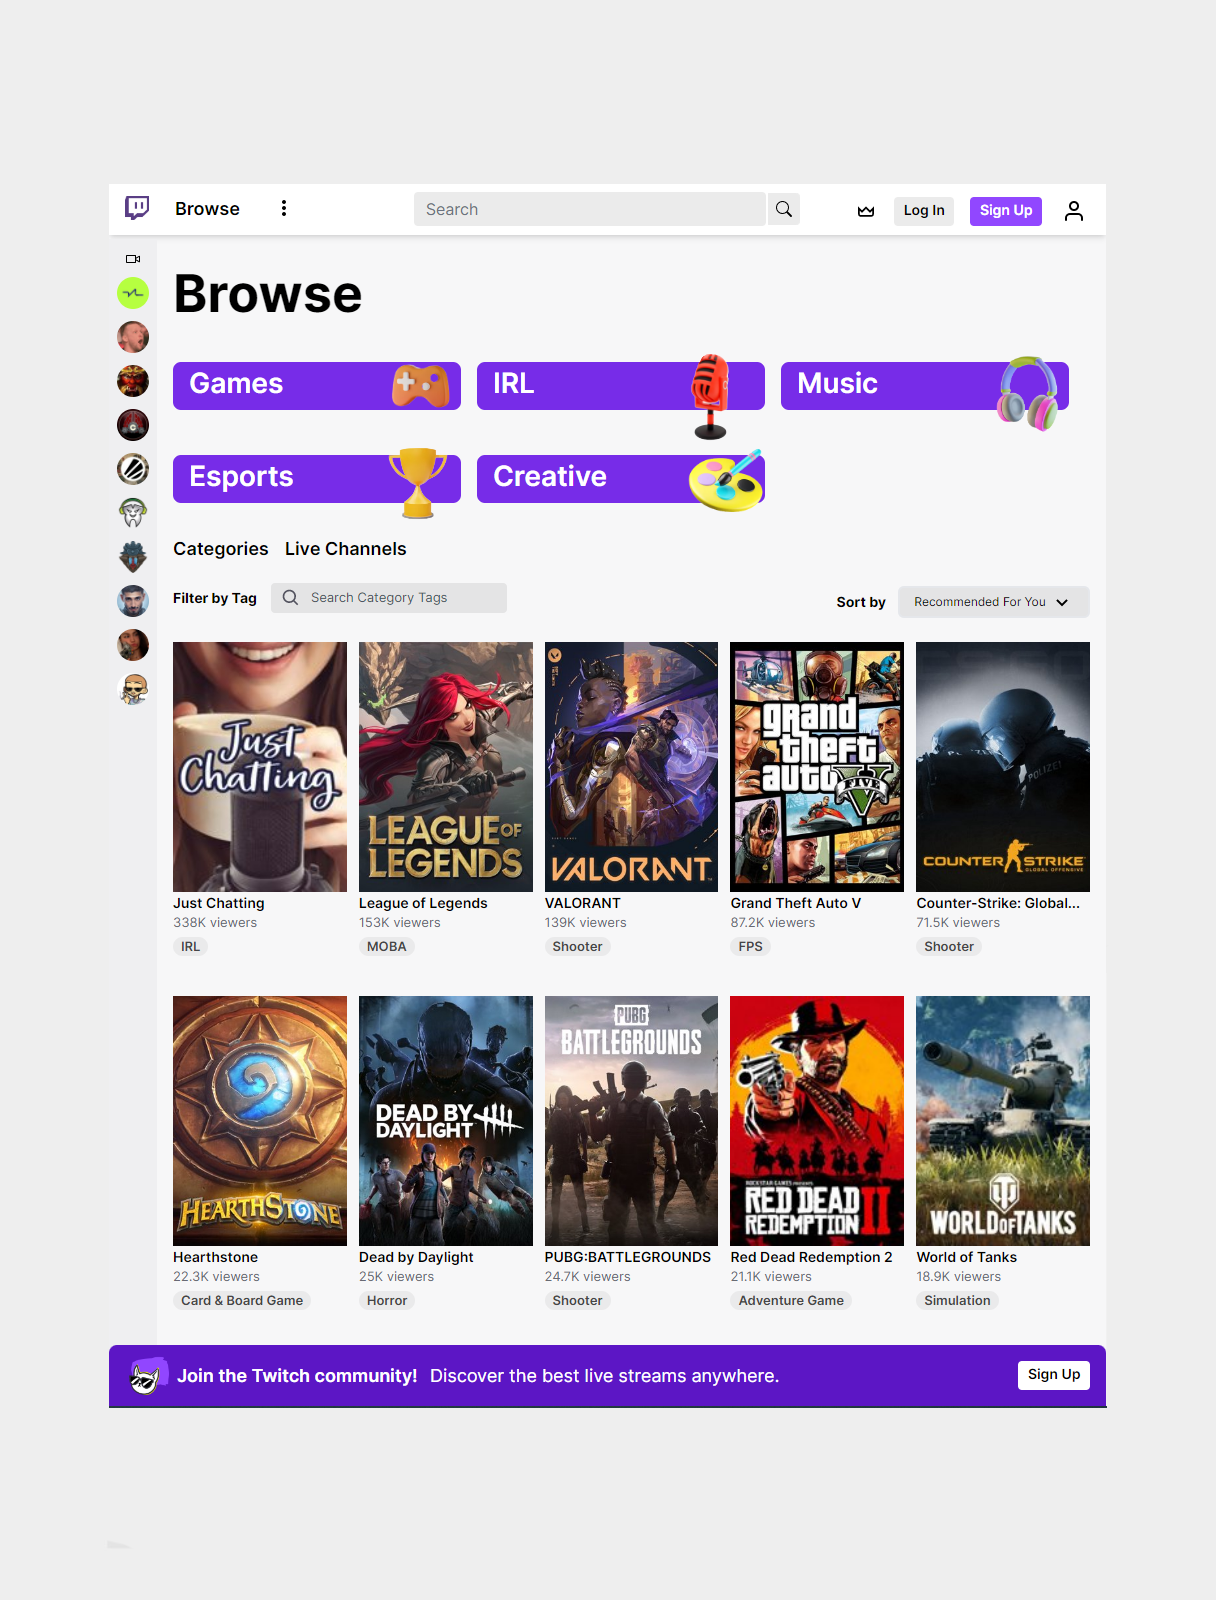 Browse
Search
Log In
Sign Up
Browse
Games
IRL
Music
Esports
Creative
Categories
Live Channels
Filter by Tag
Search Category Tags
Sort by
Recommended For You
Just Chatting
LEAGUE OF LEGENDS
VALORANT
grand theft auto V FIVE
POLIZEI
COUNTER STRIKE
GLOBAL OFFENSIVE
Just Chatting
League of Legends
VALORANT
Grand Theft Auto V
Counter-Strike: Global...
338K viewers
153K viewers
139K viewers
87.2K viewers
71.5K viewers
IRL
MOBA
Shooter
FPS
Shooter
HEARTHSTONE
DEAD BY DAYLIGHT
PUBG
BATTLEGROUNDS
ROCKSTAR GAMES PRESENTS
RED DEAD REDEMPTION II
WORLD OF TANKS
Hearthstone
Dead by Daylight
PUBG:BATTLEGROUNDS
Red Dead Redemption 2
World of Tanks
22.3K viewers
25K viewers
24.7K viewers
21.1K viewers
18.9K viewers
Card & Board Game
Horror
Shooter
Adventure Game
Simulation
Join the Twitch community! Discover the best live streams anywhere.
Sign Up